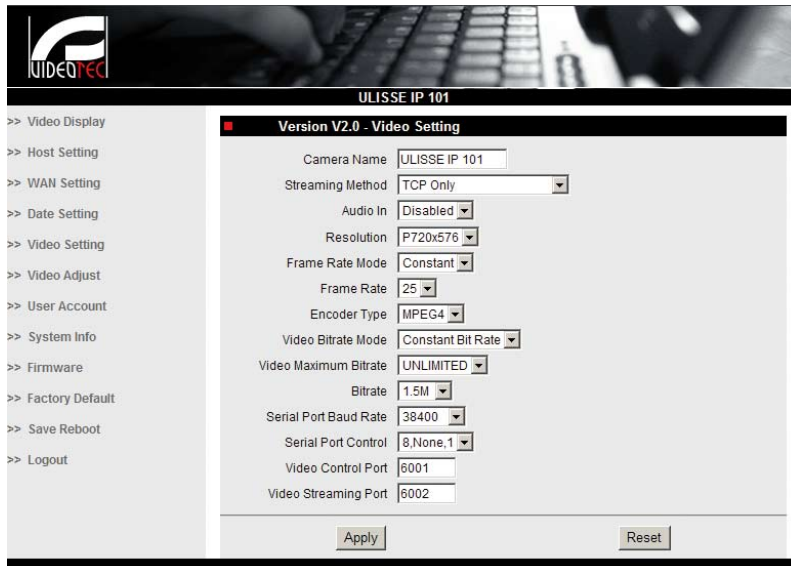 VIDEOTEC
ULISSE IP 101
>> Video Display
>> Host Setting
>> WAN Setting
>> Date Setting
>> Video Setting
>> Video Adjust
>> User Account
>> System Info
>> Firmware
>> Factory Default
>> Save Reboot
>> Logout
Version V2.0 - Video Setting
Camera Name ULISSE IP 101
Streaming Method TCP Only
Audio In Disabled
Resolution P720x576
Frame Rate Mode Constant
Frame Rate 25
Encoder Type MPEG4
Video Bitrate Mode Constant Bit Rate
Video Maximum Bitrate UNLIMITED
Bitrate 1.5M
Serial Port Baud Rate 38400
Serial Port Control 8,None,1
Video Control Port 6001
Video Streaming Port 6002
Apply Reset